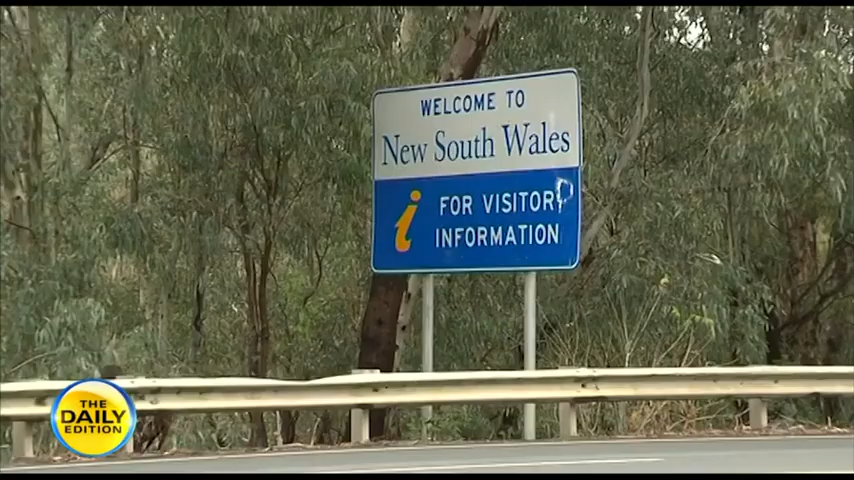 WELCOME TO
New South Wales
i FOR VISITOR
INFORMATION
THE
DAILY
EDITION